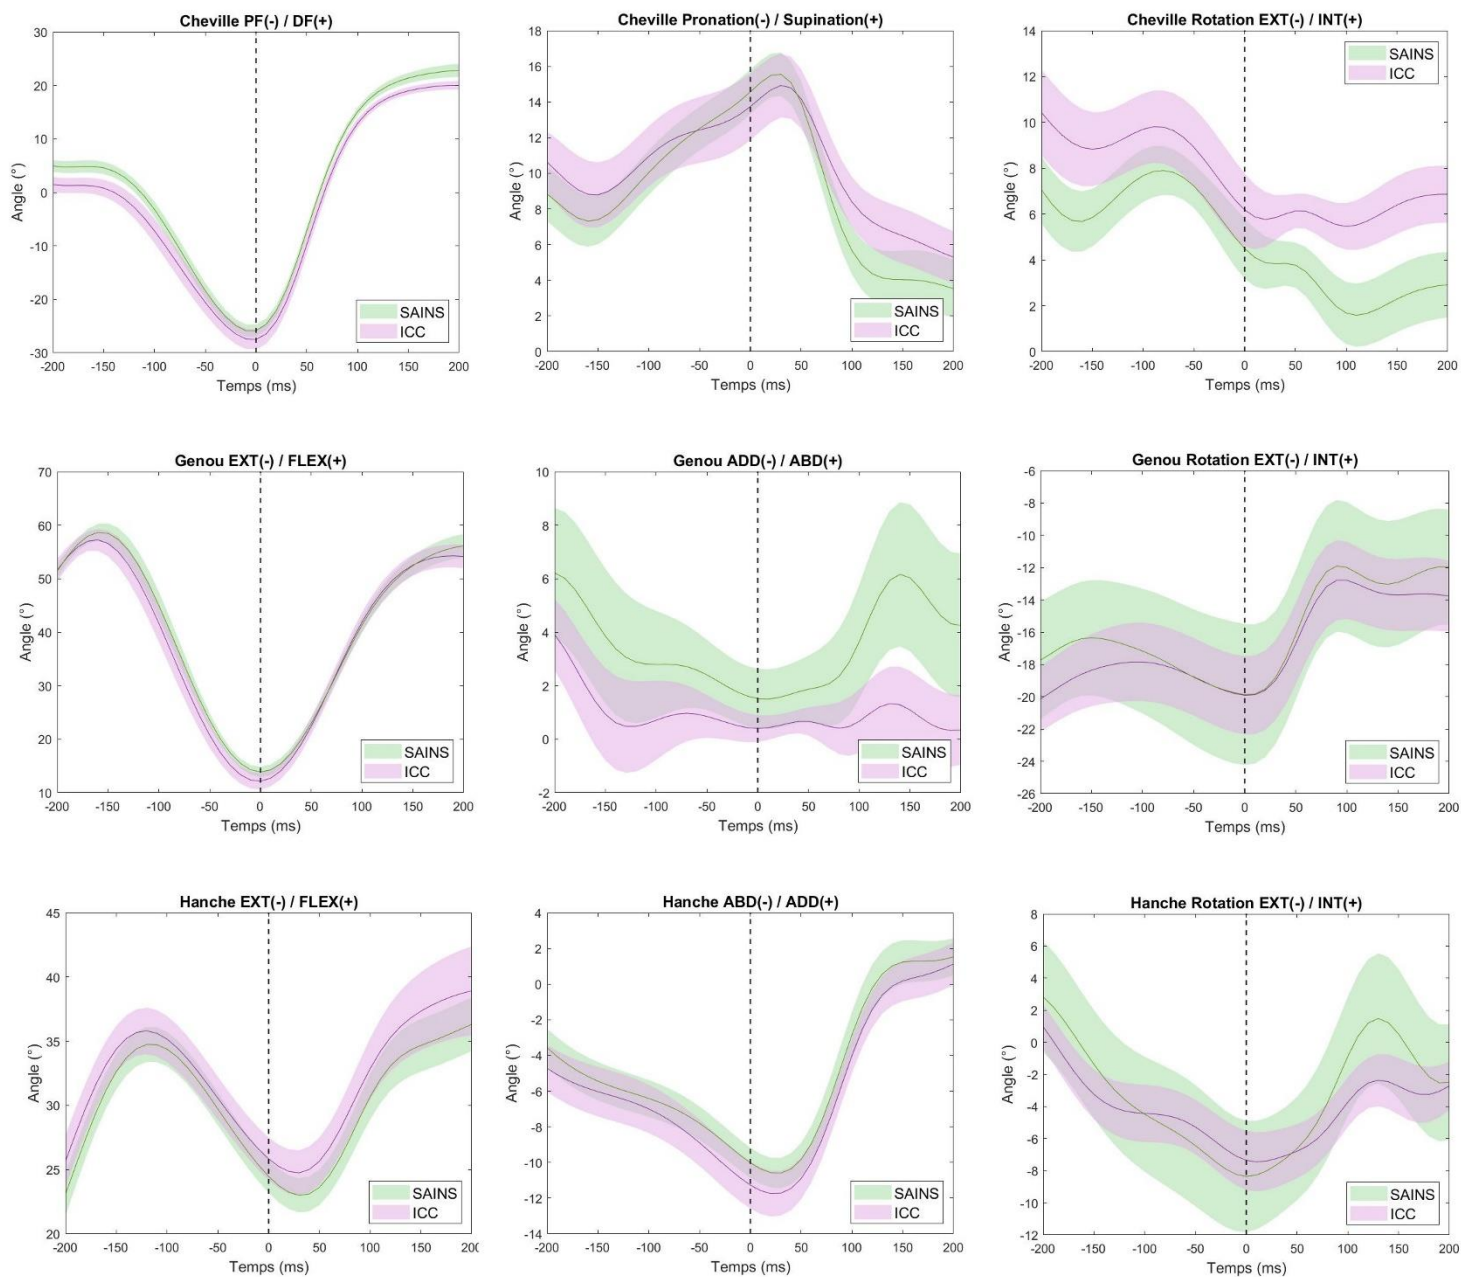 Cheville PF(-) / DF(+)
30
20
10
0
-10
-20
-30
Angle (°)
-200 -150 -100 -50 0 50 100 150 200
Temps (ms)
SAINS
ICC
Cheville Pronation(-) / Supination(+)
18
16
14
12
10
8
6
4
2
0
Angle (°)
-200 -150 -100 -50 0 50 100 150 200
Temps (ms)
SAINS
ICC
Cheville Rotation EXT(-) / INT(+)
14
12
10
8
6
4
2
0
Angle (°)
-200 -150 -100 -50 0 50 100 150 200
Temps (ms)
SAINS
ICC
Genou EXT(-) / FLEX(+)
70
60
50
40
30
20
10
Angle (°)
-200 -150 -100 -50 0 50 100 150 200
Temps (ms)
SAINS
ICC
Genou ADD(-) / ABD(+)
10
8
6
4
2
0
-2
Angle (°)
-200 -150 -100 -50 0 50 100 150 200
Temps (ms)
SAINS
ICC
Genou Rotation EXT(-) / INT(+)
-6
-8
-10
-12
-14
-16
-18
-20
-22
-24
-26
Angle (°)
-200 -150 -100 -50 0 50 100 150 200
Temps (ms)
SAINS
ICC
Hanche EXT(-) / FLEX(+)
45
40
35
30
25
20
Angle (°)
-200 -150 -100 -50 0 50 100 150 200
Temps (ms)
SAINS
ICC
Hanche ABD(-) / ADD(+)
4
2
0
-2
-4
-6
-8
-10
-12
-14
Angle (°)
-200 -150 -100 -50 0 50 100 150 200
Temps (ms)
SAINS
ICC
Hanche Rotation EXT(-) / INT(+)
8
6
4
2
0
-2
-4
-6
-8
-10
-12
Angle (°)
-200 -150 -100 -50 0 50 100 150 200
Temps (ms)
SAINS
ICC